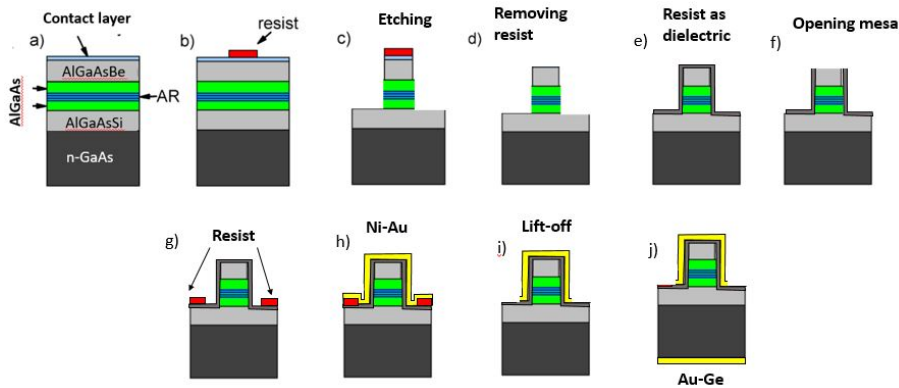 Contact layer
a)
AlGaAsBe
AlGaAs
AR
AlGaAsSi
n-GaAs
resist
b)
Etching
c)
Removing
resist
d)
Resist as
dielectric
e)
Opening mesa
f)
g)
Resist
Ni-Au
h)
Lift-off
i)
j)
Au-Ge